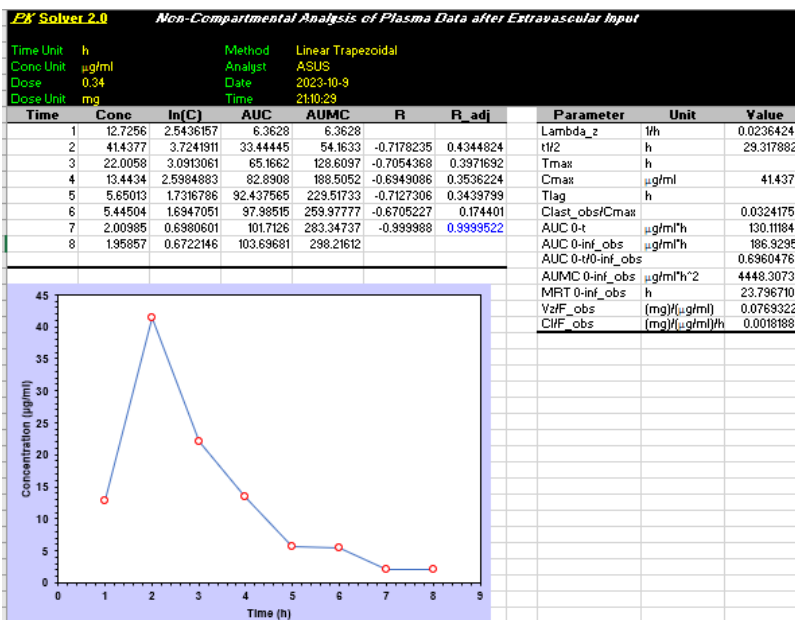 PK Solver 2.0 Non-Compartmental Analysis of Plasma Data after Extravascular Input
Time Unit h Method Linear Trapezoidal
Conc Unit µg/ml Analyst ASUS
Dose 0.34 Date 2023-10-9
Dose Unit mg Time 21:10:29
Time Conc ln(C) AUC AUMC R R_adj
1 12.7256 2.5436157 6.3628 6.3628
2 41.4377 3.7241911 33.44445 54.1633 -0.7178235 0.4344824
3 22.0058 3.0913061 65.1662 128.6097 -0.7054368 0.3971692
4 13.4434 2.5984883 82.8908 188.5052 -0.6949086 0.3536224
5 5.65013 1.7316786 92.437565 229.51733 -0.7127306 0.3439799
6 5.44504 1.6947051 97.98515 259.97777 -0.6705227 0.174401
7 2.00985 0.6980601 101.7126 283.34737 -0.999988 0.9999522
8 1.95857 0.6722146 103.69681 298.21612
Parameter Unit Value
Lambda_z 1/h 0.0236424
t1/2 h 29.317882
Tmax h
Cmax µg/ml 41.437
Tlag h
Clast_obs/Cmax 0.0324175
AUC 0-t µg/ml*h 130.11184
AUC 0-inf_obs µg/ml*h 186.9295
AUC 0-t/0-inf_obs 0.6960476
AUMC 0-inf_obs µg/ml*h^2 4448.3073
MRT 0-inf_obs h 23.796710
Vz/F_obs (mg)/(µg/ml) 0.0769322
Cl/F_obs (mg)/(µg/ml)/h 0.0018188
Concentration (µg/ml)
45
40
35
30
25
20
15
10
5
0
0 1 2 3 4 5 6 7 8 9
Time (h)